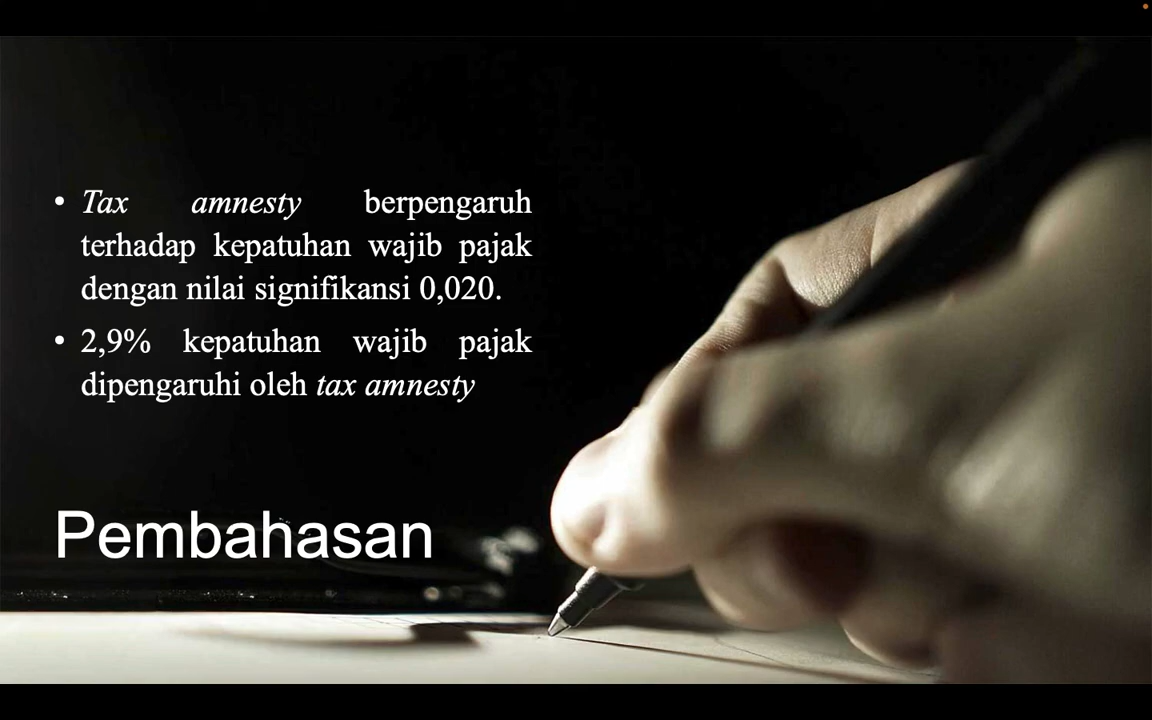 • Tax amnesty berpengaruh
terhadap kepatuhan wajib pajak
dengan nilai signifikansi 0,020.
• 2,9% kepatuhan wajib pajak
dipengaruhi oleh tax amnesty
Pembahasan